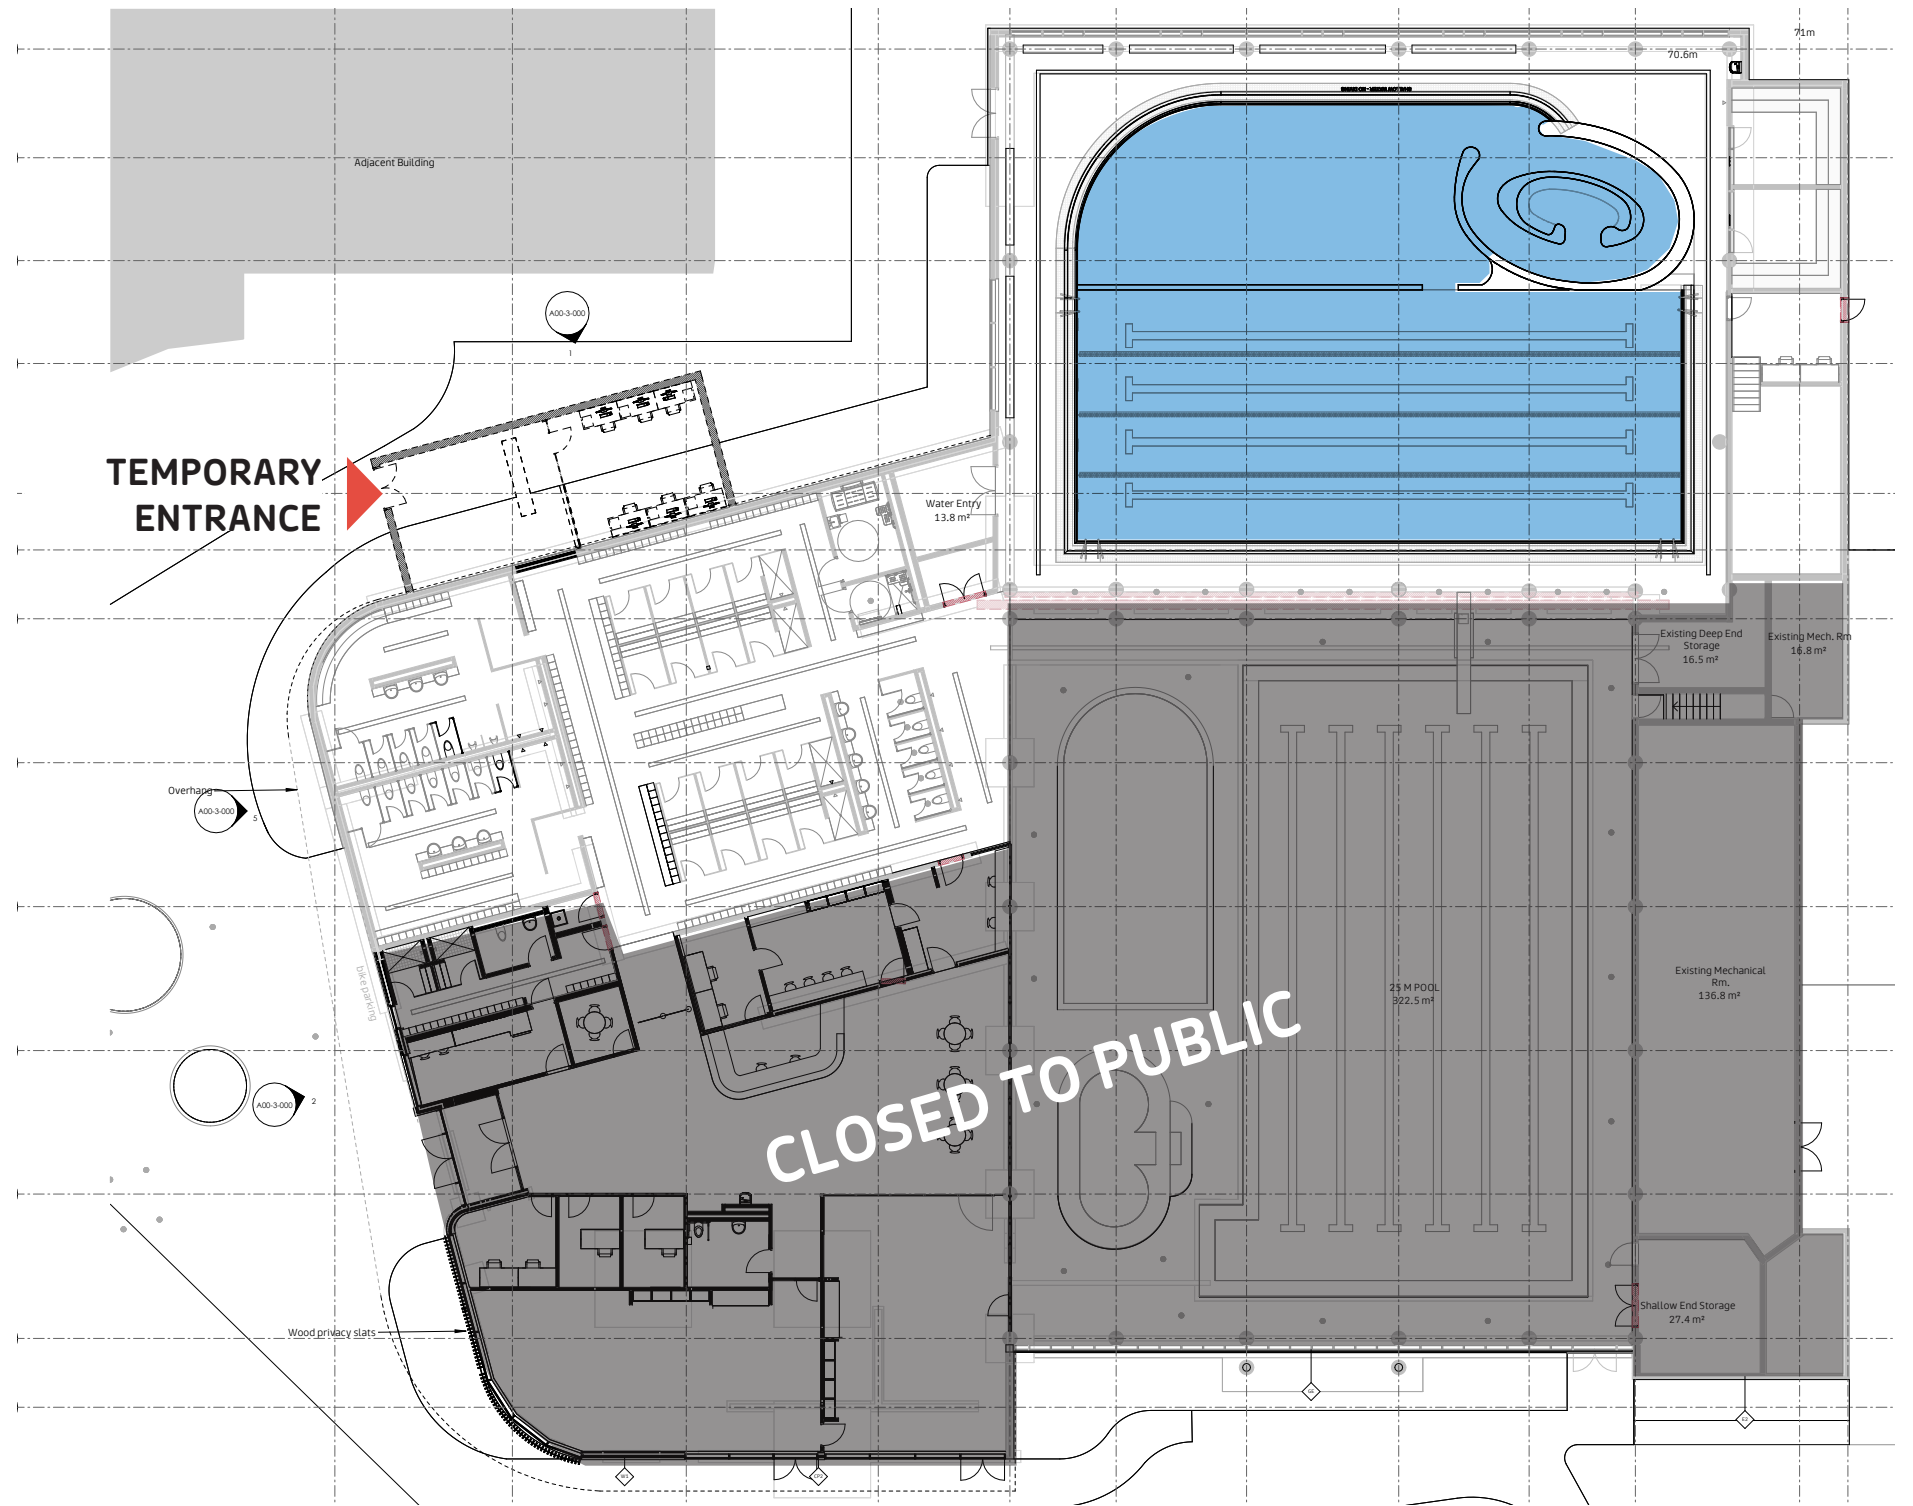 71m
70.6m
Adjacent Building
A00-3-000
1
TEMPORARY
ENTRANCE
Water Entry
13.8 m²
Existing Deep End
Storage
16.5 m²
Existing Mech. Rm
16.8 m²
Overhang
A00-3-000
5
bike parking
25 M POOL
322.5 m²
Existing Mechanical
Rm.
136.8 m²
CLOSED TO PUBLIC
A00-3-000
2
Shallow End Storage
27.4 m²
Wood privacy slats